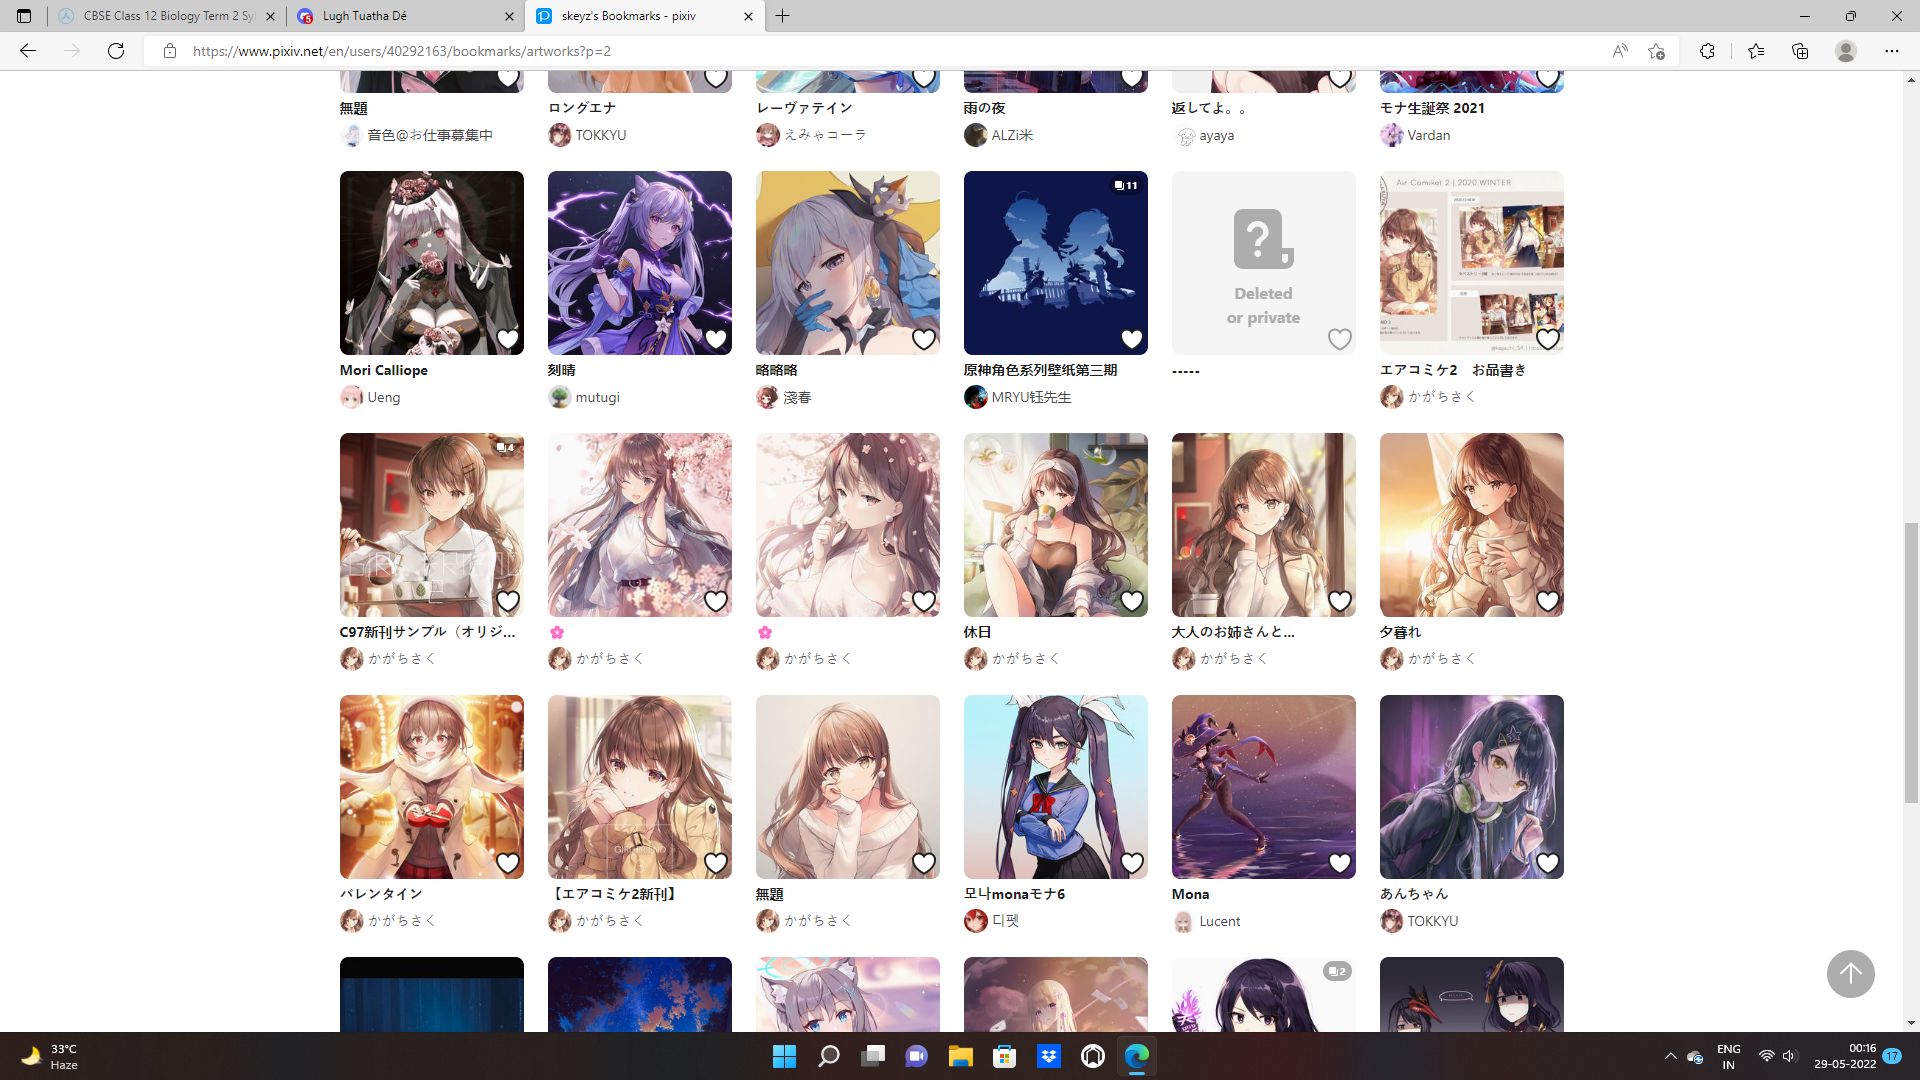 CBSE Class 12 Biology Term 2 Syl
Lugh Tuatha Dé
skeyz's Bookmarks - pixiv
https://www.pixiv.net/en/users/40292163/bookmarks/artworks?p=2
無題
ロングエナ
レーヴァテイン
雨の夜
返してよ。。
モナ生誕祭 2021
音色@お仕事募集中
TOKKYU
えみゃコーラ
ALZi米
ayaya
Vardan
11
Deleted
or private
Air Comiket 2 | 2020.WINTER
Mori Calliope
刻晴
略略略
原神角色系列壁纸第三期
-----
エアコミケ2 お品書き
Ueng
mutugi
淺春
MRYU钰先生
かがちさく
4
C97新刊サンプル（オリジ...
🌸
🌸
休日
大人のお姉さんと...
夕暮れ
かがちさく
かがちさく
かがちさく
かがちさく
かがちさく
かがちさく
バレンタイン
【エアコミケ2新刊】
無題
모나monaモナ6
Mona
あんちゃん
かがちさく
かがちさく
かがちさく
디펫
Lucent
TOKKYU
2
33°C
Haze
ENG
IN
00:16
29-05-2022
17